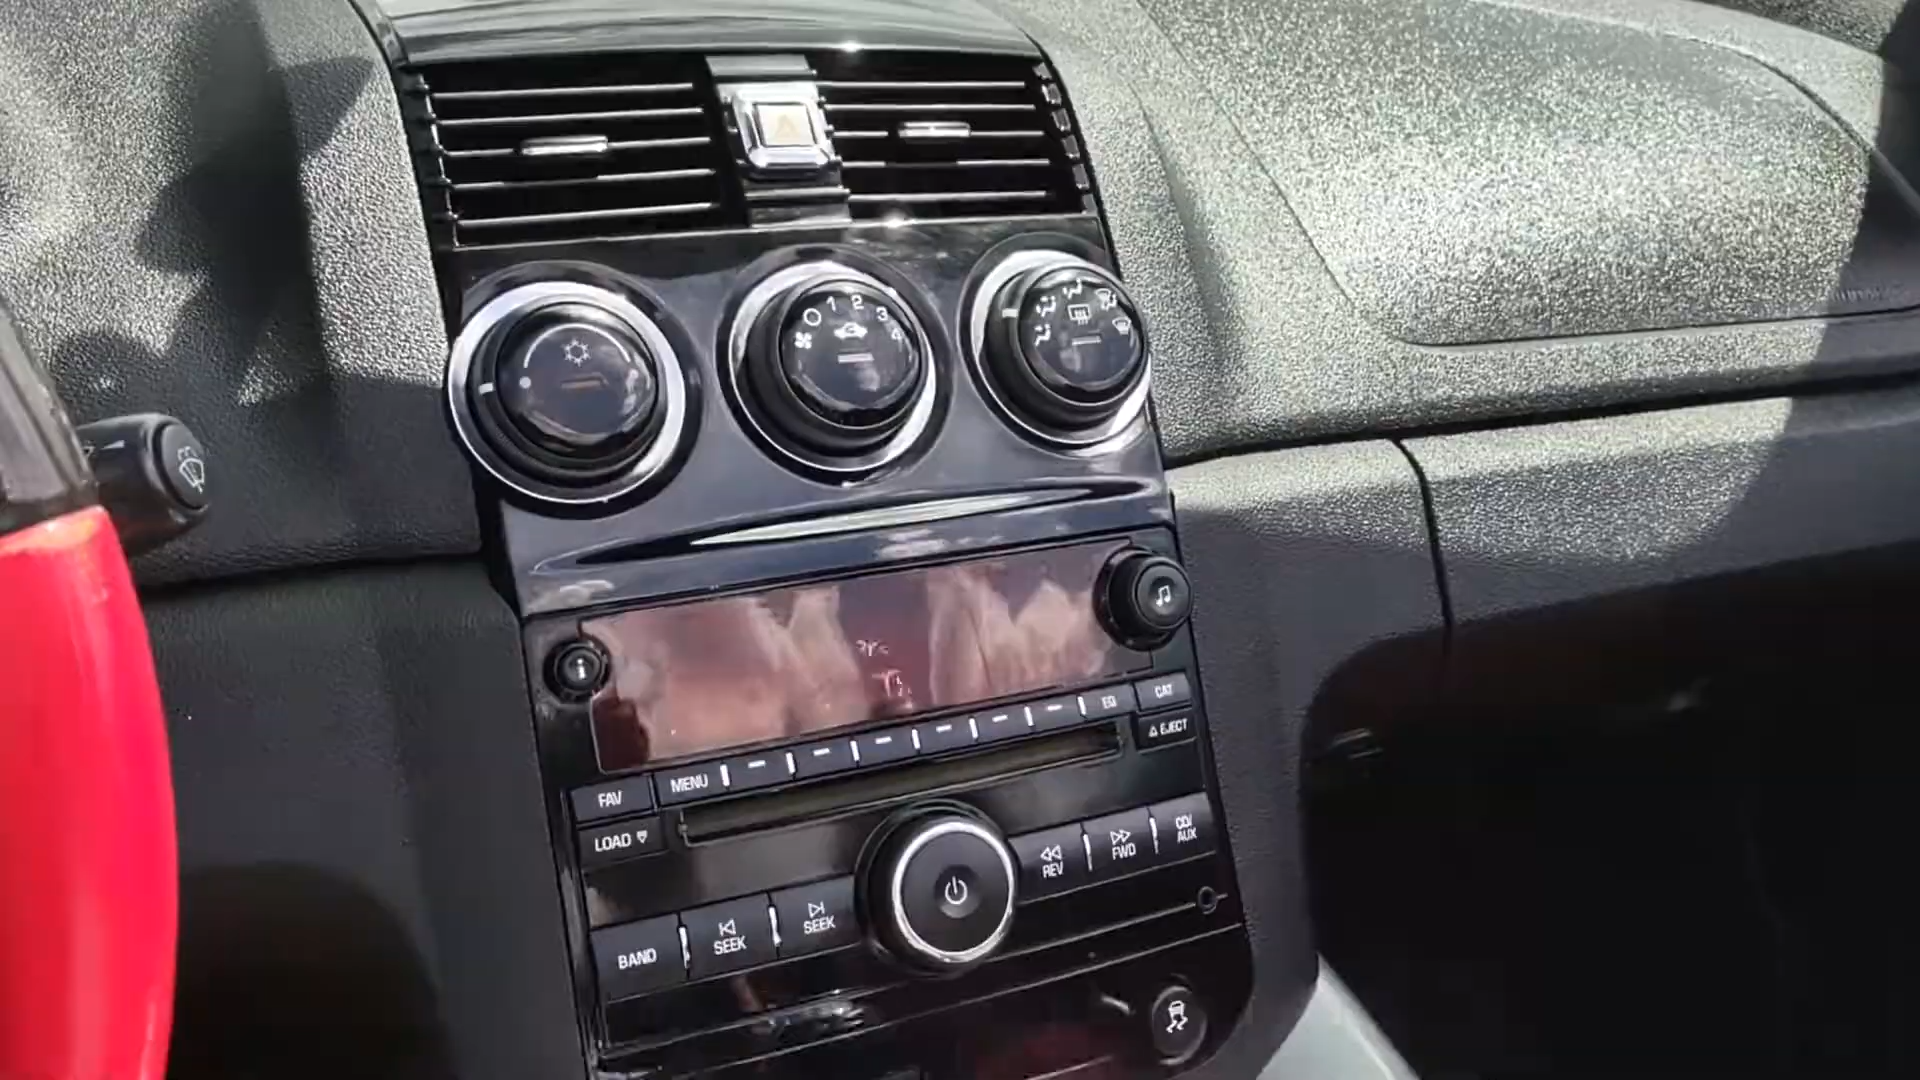 1 2 3 4
CAT
EQ
EJECT
MENU
FAV
LOAD
CD/
AUX
FWD
REV
SEEK
SEEK
BAND